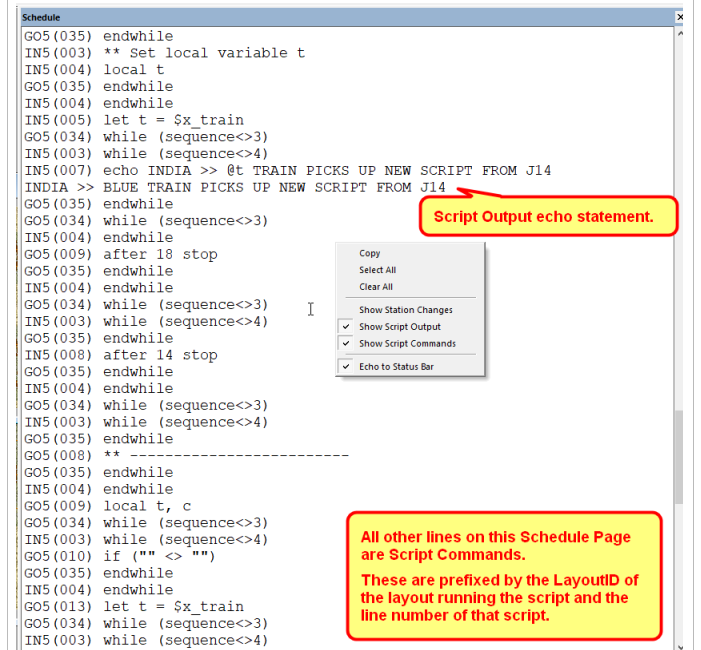 Schedule
GO5(035) endwhile
IN5(003) ** Set local variable t
IN5(004) local t
GO5(035) endwhile
IN5(004) endwhile
IN5(005) let t = $x_train
GO5(034) while (sequence<>3)
IN5(003) while (sequence<>4)
IN5(007) echo INDIA >> @t TRAIN PICKS UP NEW SCRIPT FROM J14
INDIA >> BLUE TRAIN PICKS UP NEW SCRIPT FROM J14
GO5(035) endwhile
GO5(034) while (sequence<>3)
IN5(004) endwhile
GO5(009) after 18 stop
GO5(035) endwhile
IN5(004) endwhile
GO5(034) while (sequence<>3)
IN5(003) while (sequence<>4)
GO5(035) endwhile
IN5(008) after 14 stop
GO5(035) endwhile
IN5(004) endwhile
GO5(034) while (sequence<>3)
IN5(003) while (sequence<>4)
GO5(035) endwhile
GO5(008) ** -------------------------
GO5(035) endwhile
IN5(004) endwhile
GO5(009) local t, c
GO5(034) while (sequence<>3)
IN5(003) while (sequence<>4)
GO5(010) if ("" <> "")
GO5(035) endwhile
IN5(004) endwhile
GO5(013) let t = $x_train
GO5(034) while (sequence<>3)
IN5(003) while (sequence<>4)
Script Output echo statement.
Copy
Select All
Clear All
Show Station Changes
Show Script Output
Show Script Commands
Echo to Status Bar
All other lines on this Schedule Page
are Script Commands.
These are prefixed by the LayoutID of
the layout running the script and the
line number of that script.